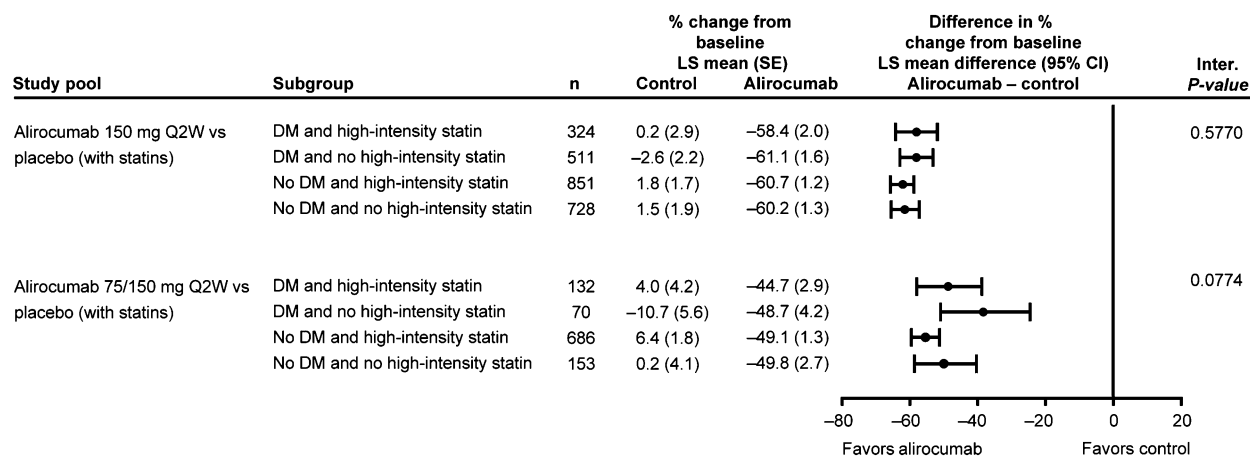 % change from
baseline
LS mean (SE)
Difference in %
change from baseline
LS mean difference (95% CI)
Study pool Subgroup n Control Alirocumab Alirocumab – control Inter.
P-value
Alirocumab 150 mg Q2W vs DM and high-intensity statin 324 0.2 (2.9) –58.4 (2.0) 0.5770
placebo (with statins) DM and no high-intensity statin 511 –2.6 (2.2) –61.1 (1.6)
No DM and high-intensity statin 851 1.8 (1.7) –60.7 (1.2)
No DM and no high-intensity statin 728 1.5 (1.9) –60.2 (1.3)
Alirocumab 75/150 mg Q2W vs DM and high-intensity statin 132 4.0 (4.2) –44.7 (2.9) 0.0774
placebo (with statins) DM and no high-intensity statin 70 –10.7 (5.6) –48.7 (4.2)
No DM and high-intensity statin 686 6.4 (1.8) –49.1 (1.3)
No DM and no high-intensity statin 153 0.2 (4.1) –49.8 (2.7)
–80 –60 –40 –20 0 20
Favors alirocumab Favors control